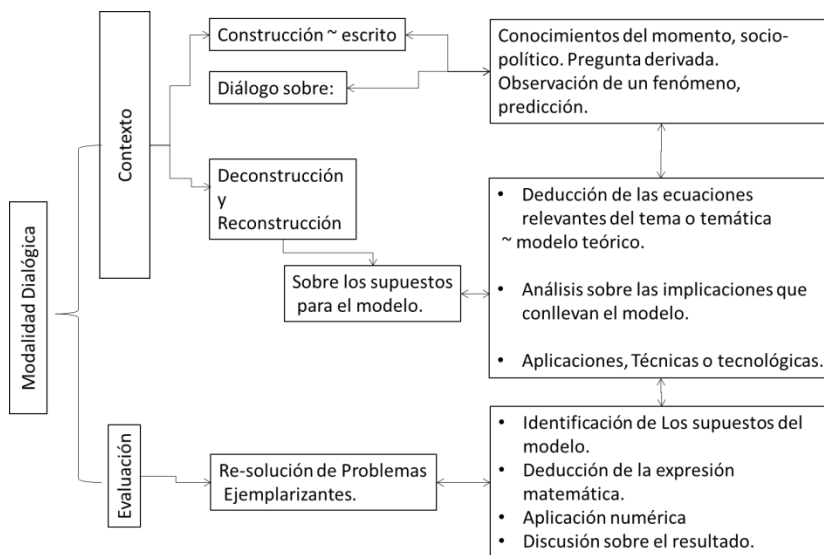 Modalidad Dialógica
Contexto
Construcción ~ escrito
Diálogo sobre:
Deconstrucción
y
Reconstrucción
Sobre los supuestos
para el modelo.
Conocimientos del momento, socio-
político. Pregunta derivada.
Observación de un fenómeno,
predicción.
• Deducción de las ecuaciones
relevantes del tema o temática
~ modelo teórico.
• Análisis sobre las implicaciones que
conllevan el modelo.
• Aplicaciones, Técnicas o tecnológicas.
Evaluación
Re-solución de Problemas
Ejemplarizantes.
• Identificación de Los supuestos del
modelo.
• Deducción de la expresión
matemática.
• Aplicación numérica
• Discusión sobre el resultado.